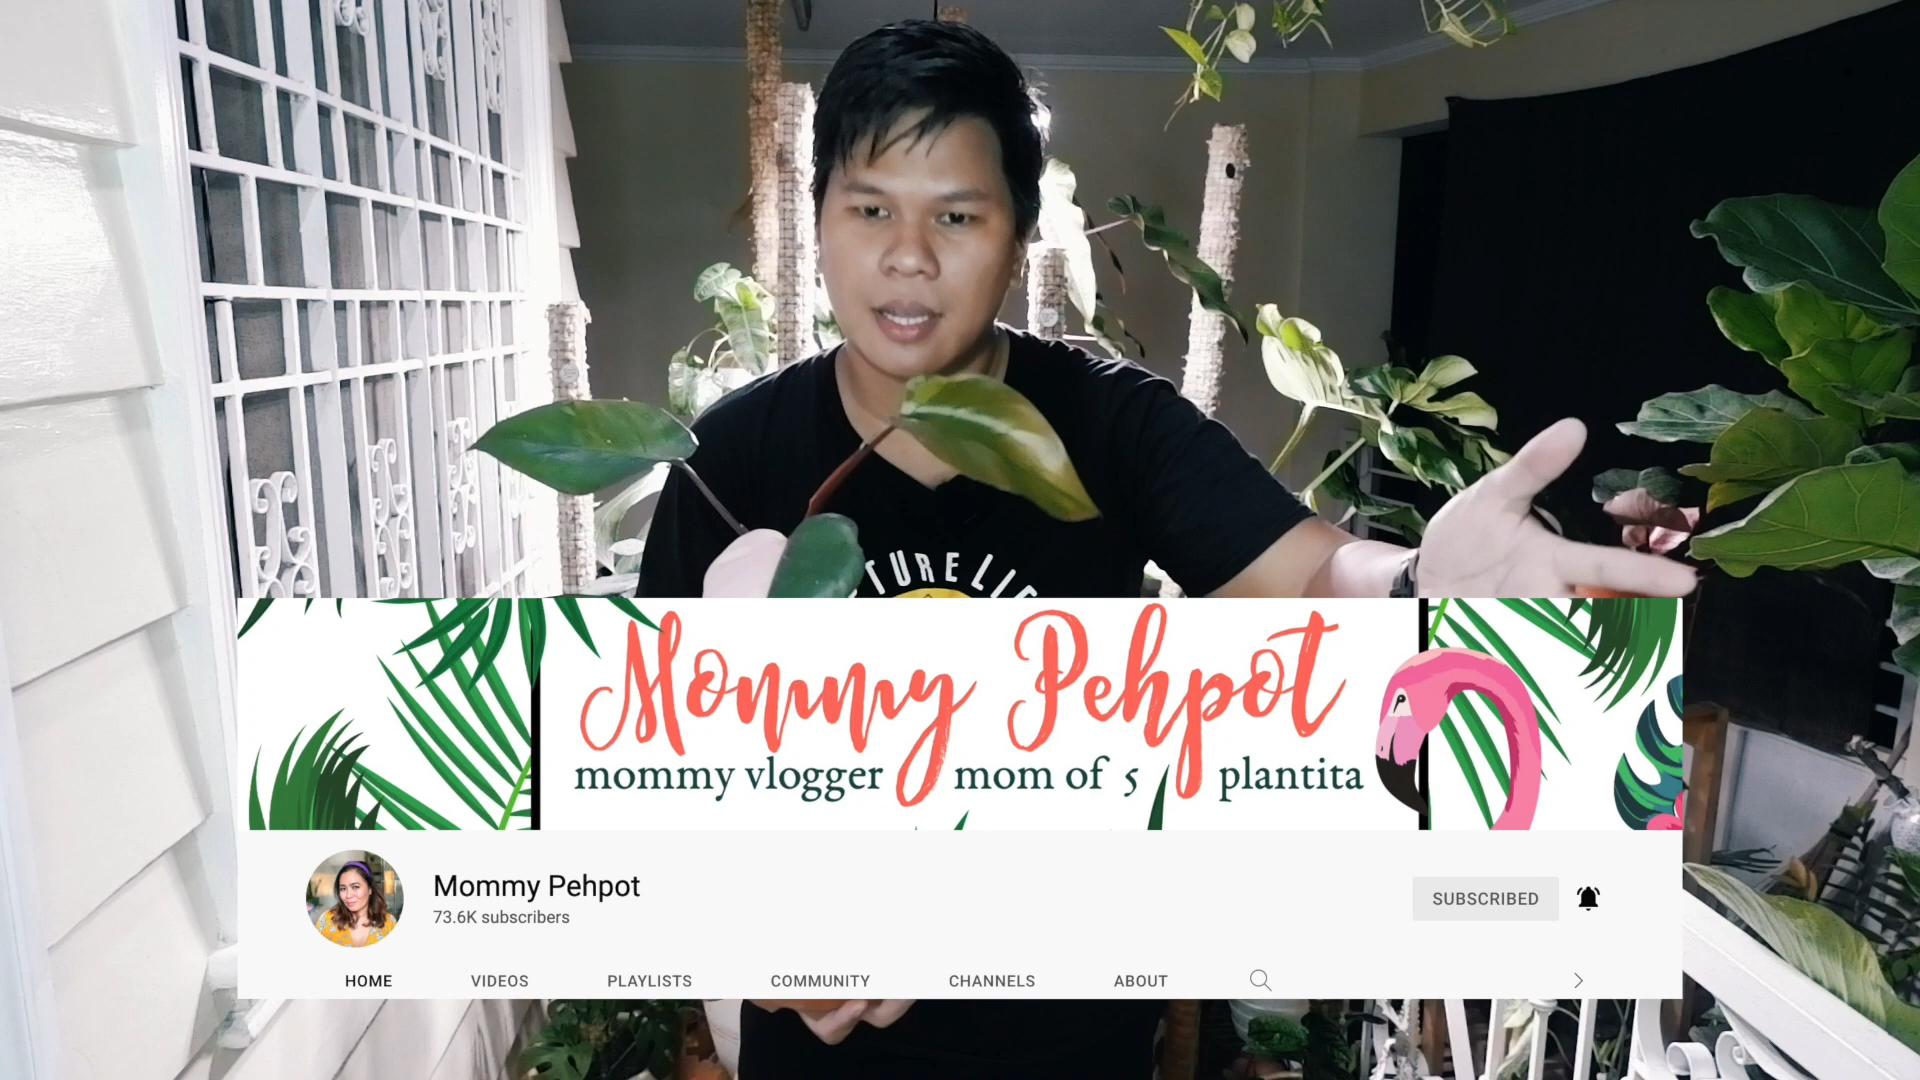 Mommy Pehpot
mommy vlogger mom of 5 plantita
Mommy Pehpot
73.6K subscribers
SUBSCRIBED
HOME VIDEOS PLAYLISTS COMMUNITY CHANNELS ABOUT